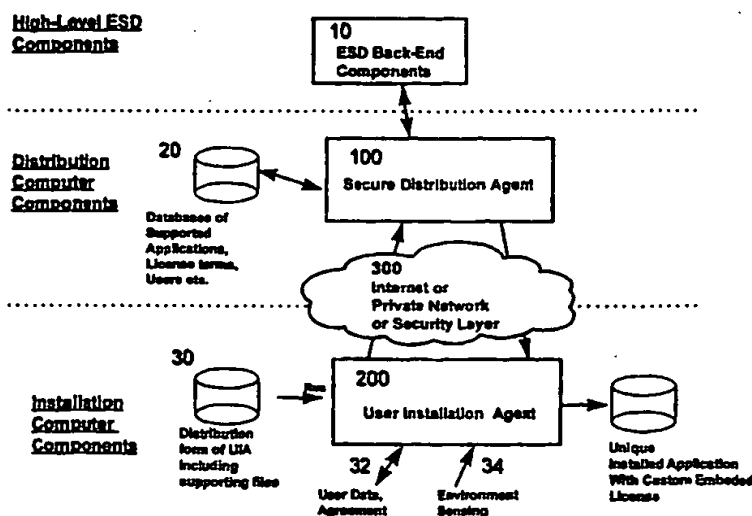 High-Level ESD
Components
10
ESD Back-End
Components
Distribution
Computer
Components
20
Databases of
Supported
Applications,
License terms,
Users etc.
100
Secure Distribution Agent
300
Internet or
Private Network
or Security Layer
Installation
Computer
Components
30
Distribution
form of UIA
including
supporting files
200
User Installation Agent
32
User Data,
Agreement
34
Environment
Sensing
Unique
Installed Application
With Custom Embeded
License